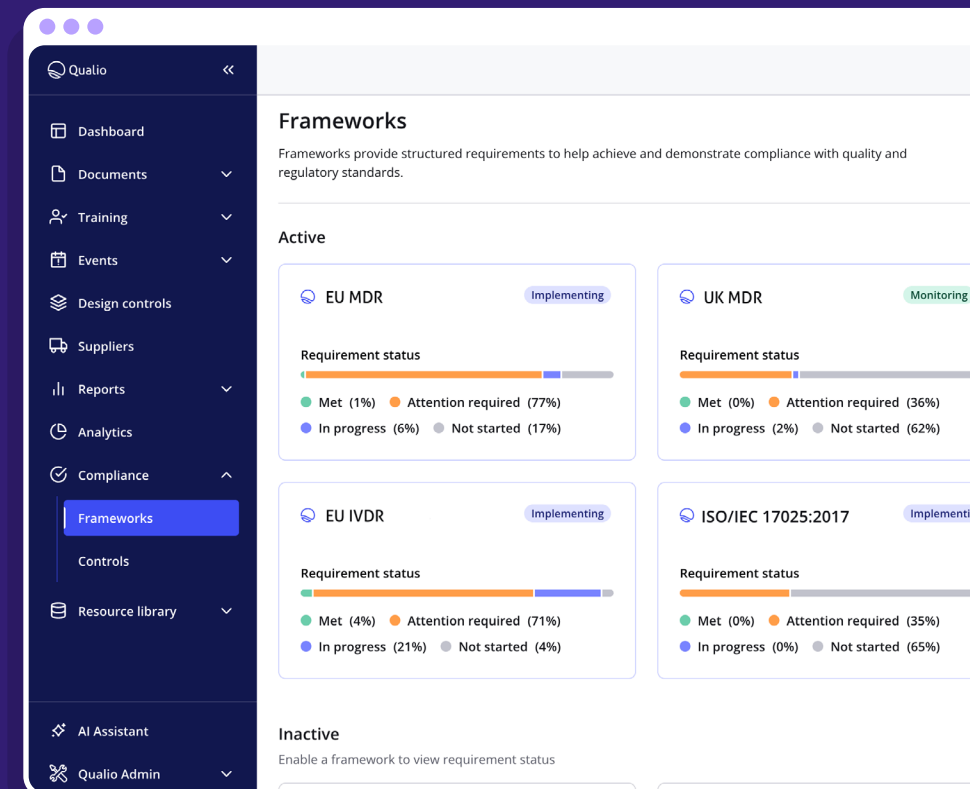 Qualio
Dashboard
Documents
Training
Events
Design controls
Suppliers
Reports
Analytics
Compliance
Frameworks
Controls
Resource library
AI Assistant
Qualio Admin
Frameworks
Frameworks provide structured requirements to help achieve and demonstrate compliance with quality and
regulatory standards.
Active
EU MDR
Implementing
Requirement status
Met (1%) Attention required (77%)
In progress (6%) Not started (17%)
UK MDR
Monitoring
Requirement status
Met (0%) Attention required (36%)
In progress (2%) Not started (62%)
EU IVDR
Implementing
Requirement status
Met (4%) Attention required (71%)
In progress (21%) Not started (4%)
ISO/IEC 17025:2017
Implementi
Requirement status
Met (0%) Attention required (35%)
In progress (0%) Not started (65%)
Inactive
Enable a framework to view requirement status